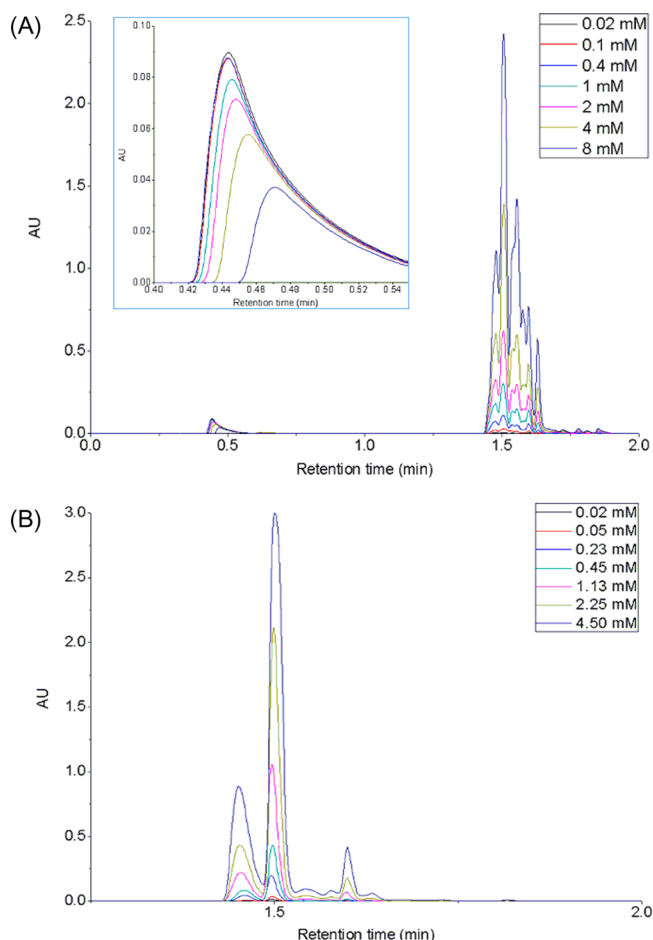 (A)
2.5
2.0
1.5
1.0
0.5
0.0
AU
0.0
0.5
1.0
1.5
2.0
Retention time (min)
0.10
0.08
0.06
0.04
0.02
0.00
AU
0.40
0.42
0.44
0.46
0.48
0.50
0.52
0.54
Retention time (min)
0.02 mM
0.1 mM
0.4 mM
1 mM
2 mM
4 mM
8 mM
(B)
3.0
2.5
2.0
1.5
1.0
0.5
0.0
AU
1.5
2.0
Retention time (min)
0.02 mM
0.05 mM
0.23 mM
0.45 mM
1.13 mM
2.25 mM
4.50 mM